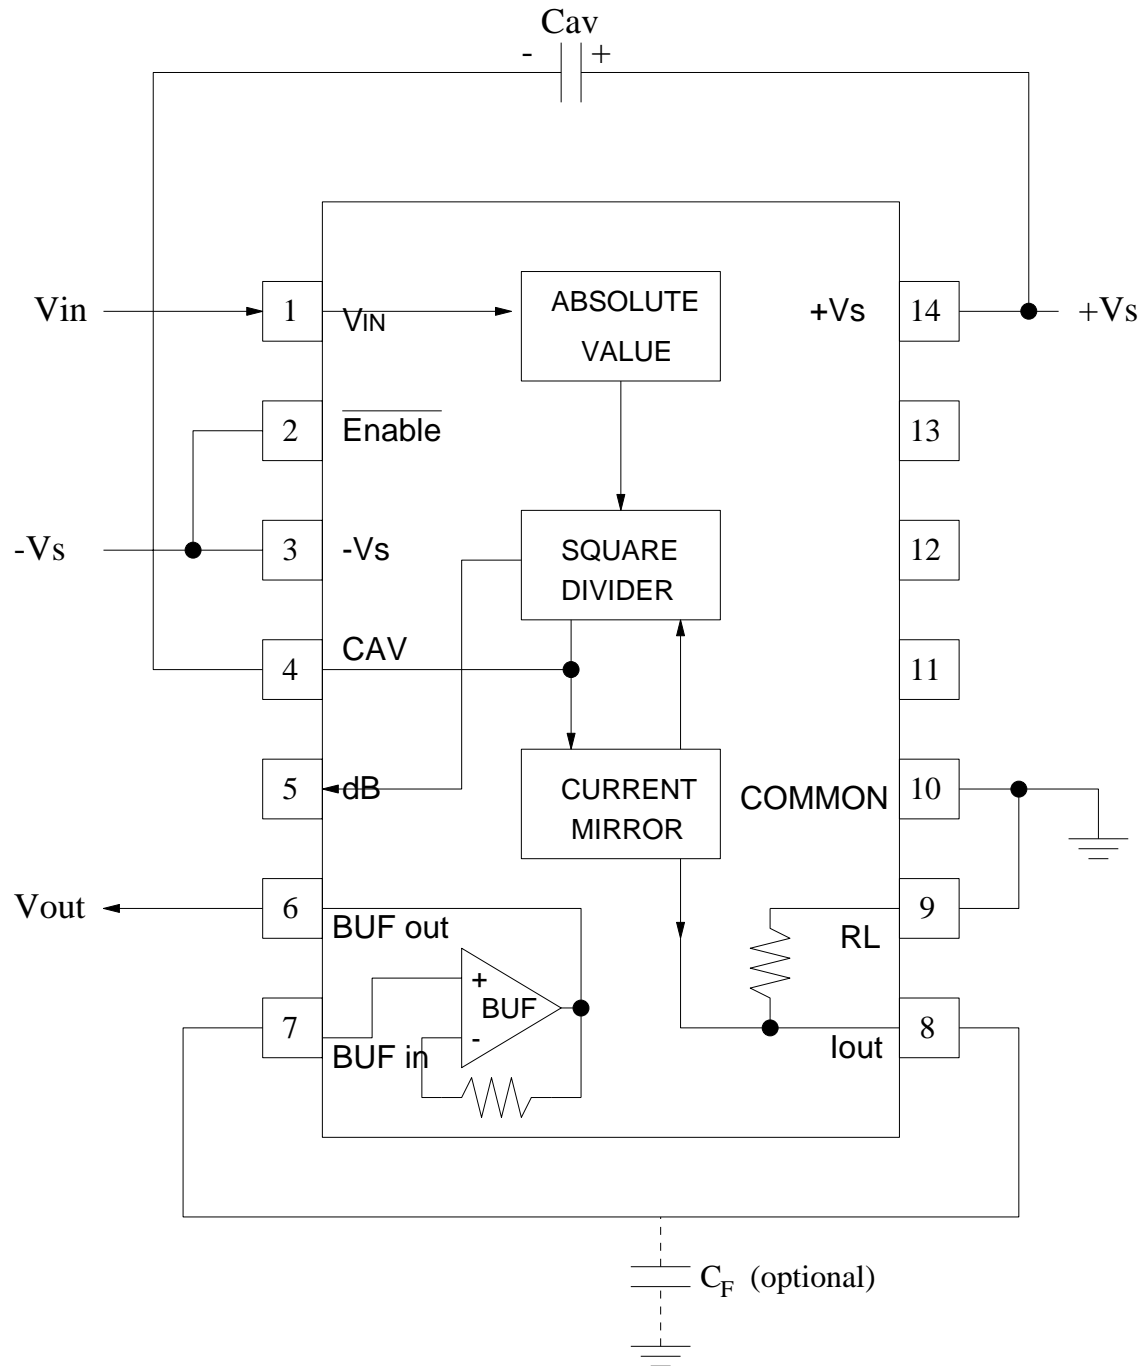 Cav
- +
Vin
1
VIN
ABSOLUTE
VALUE
+Vs
14
+Vs
2
Enable
13
-Vs
3
-Vs
SQUARE
DIVIDER
12
4
CAV
11
5
dB
CURRENT
MIRROR
COMMON
10
Vout
6
BUF out
RL
9
+
BUF
-
7
BUF in
Iout
8
CF (optional)